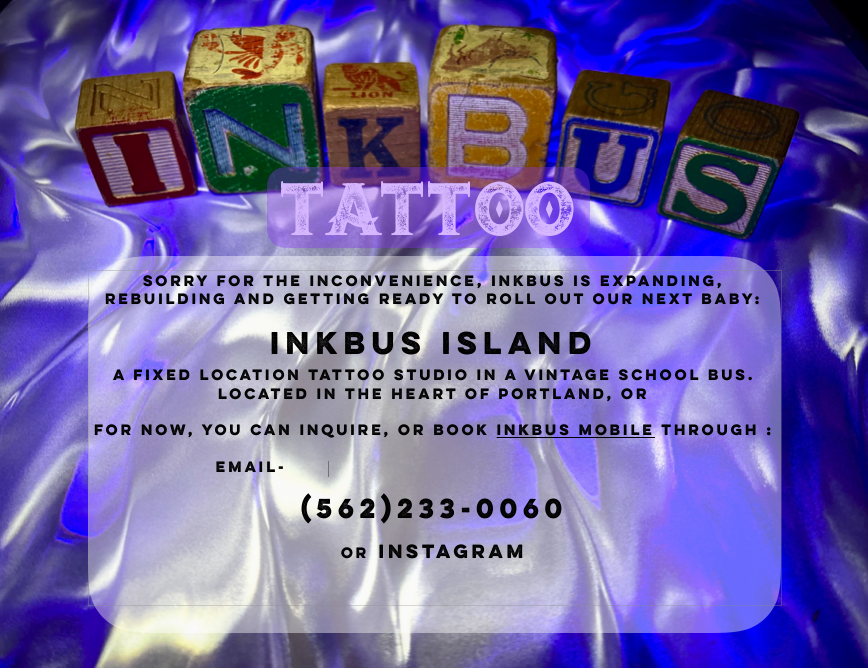 INKBUS
LION
TATTOO
SORRY FOR THE INCONVENIENCE, INKBUS IS EXPANDING,
REBUILDING AND GETTING READY TO ROLL OUT OUR NEXT BABY:
INKBUS ISLAND
A FIXED LOCATION TATTOO STUDIO IN A VINTAGE SCHOOL BUS.
LOCATED IN THE HEART OF PORTLAND, OR
FOR NOW, YOU CAN INQUIRE, OR BOOK INKBUS MOBILE THROUGH :
EMAIL-
(562)233-0060
OR INSTAGRAM